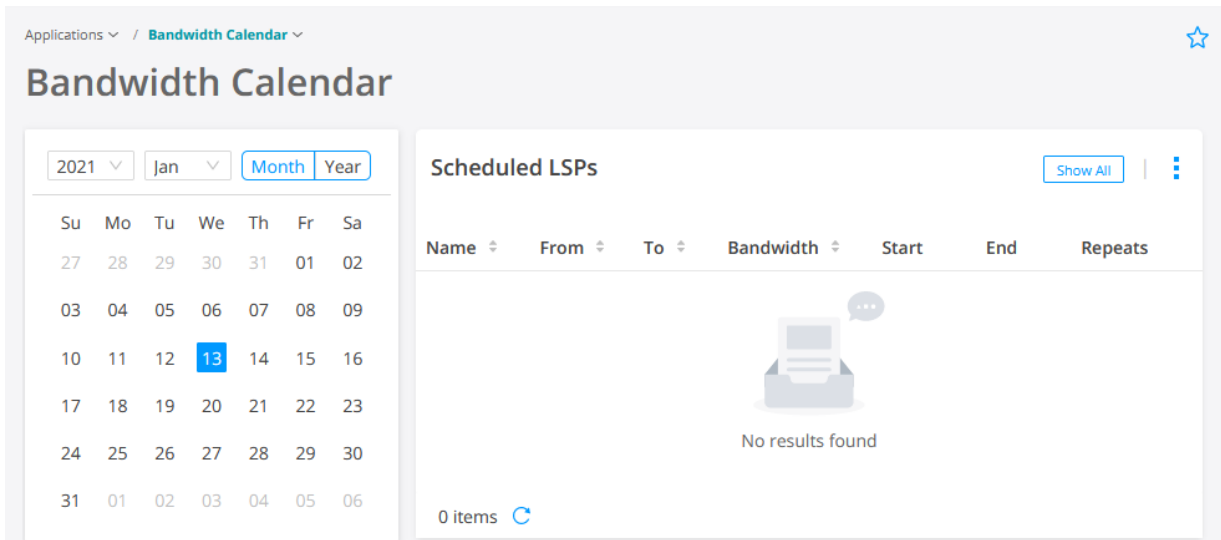 Applications / Bandwidth Calendar
Bandwidth Calendar
2021 Jan Month Year
Su Mo Tu We Th Fr Sa
27 28 29 30 31 01 02
03 04 05 06 07 08 09
10 11 12 13 14 15 16
17 18 19 20 21 22 23
24 25 26 27 28 29 30
31 01 02 03 04 05 06
Scheduled LSPs Show All
Name From To Bandwidth Start End Repeats
No results found
0 items